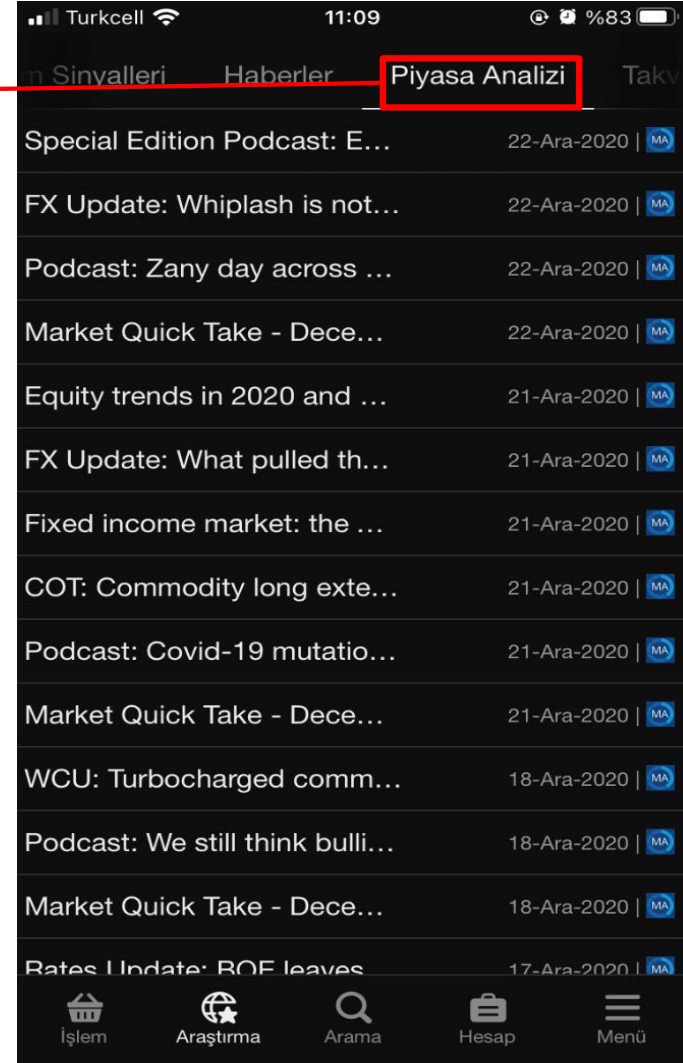 Turkcell 11:09 %83
m Sinyalleri Haberler Piyasa Analizi Takv
Special Edition Podcast: E... 22-Ara-2020 | MA
FX Update: Whiplash is not... 22-Ara-2020 | MA
Podcast: Zany day across ... 22-Ara-2020 | MA
Market Quick Take - Dece... 22-Ara-2020 | MA
Equity trends in 2020 and ... 21-Ara-2020 | MA
FX Update: What pulled th... 21-Ara-2020 | MA
Fixed income market: the ... 21-Ara-2020 | MA
COT: Commodity long exte... 21-Ara-2020 | MA
Podcast: Covid-19 mutatio... 21-Ara-2020 | MA
Market Quick Take - Dece... 21-Ara-2020 | MA
WCU: Turbocharged comm... 18-Ara-2020 | MA
Podcast: We still think bulli... 18-Ara-2020 | MA
Market Quick Take - Dece... 18-Ara-2020 | MA
Rates Update: BOE leaves 17-Ara-2020 | MA
İşlem Araştırma Arama Hesap Menü